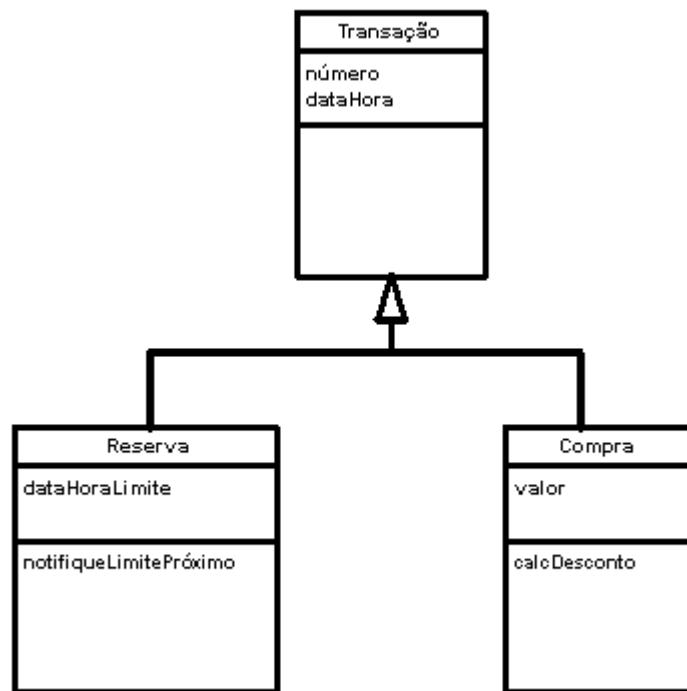 Transação
número
dataHora
Reserva
dataHoraLimite
notifiqueLimitePróximo
Compra
valor
calcDesconto